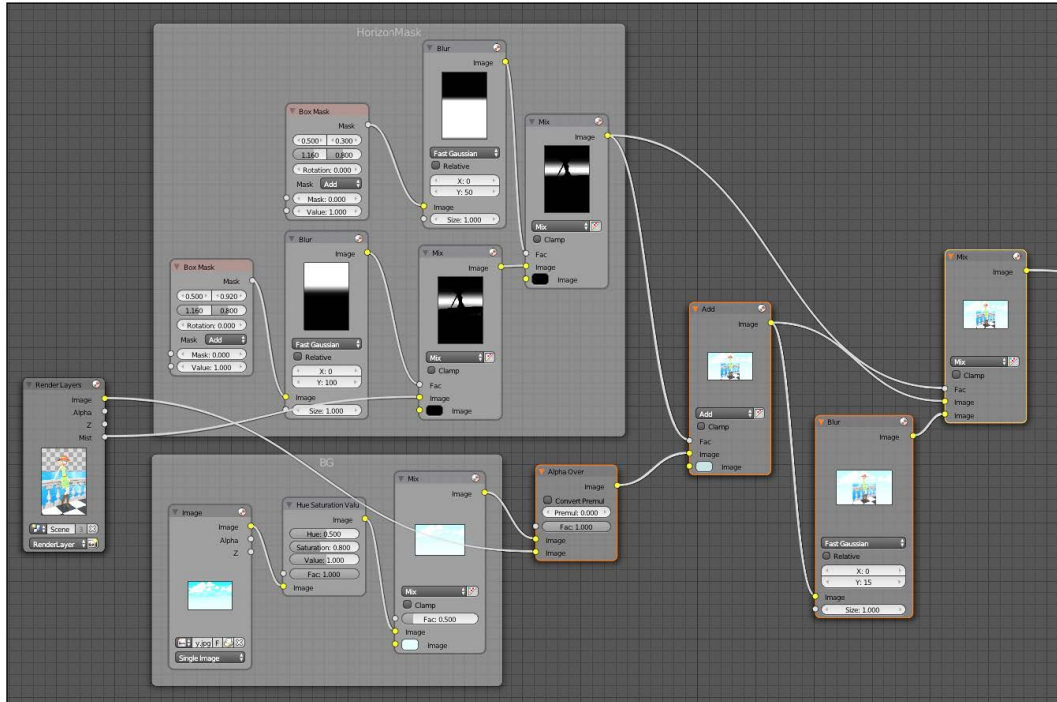 HorizonMask
Blur
Image
Fast Gaussian
Relative
X: 0
Y: 50
Image
Size: 1.000
Box Mask
Mask
0.500 0.300
1.160 0.800
Rotation: 0.000
Mask Add
Mask: 0.000
Value: 1.000
Mix
Image
Mix
Clamp
Fac
Image
Image
Blur
Image
Fast Gaussian
Relative
X: 0
Y: 100
Image
Size: 1.000
Mix
Image
Mix
Clamp
Fac
Image
Image
Box Mask
Mask
0.500 0.920
1.160 0.800
Rotation: 0.000
Mask Add
Mask: 0.000
Value: 1.000
Render Layers
Image
Alpha
Z
Mist
Scene 3
RenderLayer
BG
Image
Image
Alpha
Z
y.jpg F
Single Image
Hue Saturation Valu
Image
Hue: 0.500
Saturation: 0.800
Value: 1.000
Fac: 1.000
Image
Mix
Image
Mix
Clamp
Fac: 0.500
Image
Image
Alpha Over
Image
Convert Premul
Premul: 0.000
Fac: 1.000
Image
Image
Add
Image
Add
Clamp
Fac
Image
Image
Blur
Image
Fast Gaussian
Relative
X: 0
Y: 15
Image
Size: 1.000
Mix
Image
Mix
Clamp
Fac
Image
Image